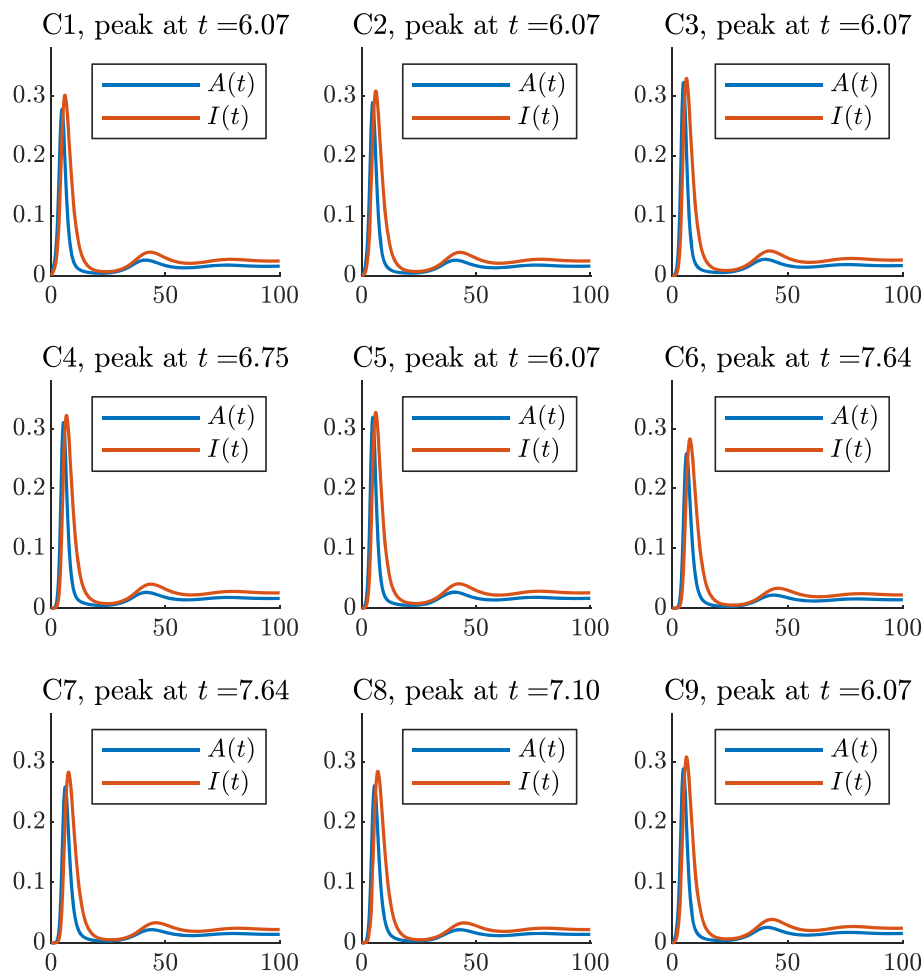 C1, peak at t =6.07
C2, peak at t =6.07
C3, peak at t =6.07
0.3
0.2
0.1
0
A(t)
I(t)
0 50 100
A(t)
I(t)
0.3
0.2
0.1
0
0 50 100
A(t)
I(t)
0.3
0.2
0.1
0
0 50 100
C4, peak at t =6.75
C5, peak at t =6.07
C6, peak at t =7.64
0.3
0.2
0.1
0
A(t)
I(t)
0 50 100
0.3
0.2
0.1
0
A(t)
I(t)
0 50 100
0.3
0.2
0.1
0
A(t)
I(t)
0 50 100
C7, peak at t =7.64
C8, peak at t =7.10
C9, peak at t =6.07
0.3
0.2
0.1
0
A(t)
I(t)
0 50 100
0.3
0.2
0.1
0
A(t)
I(t)
0 50 100
0.3
0.2
0.1
0
A(t)
I(t)
0 50 100